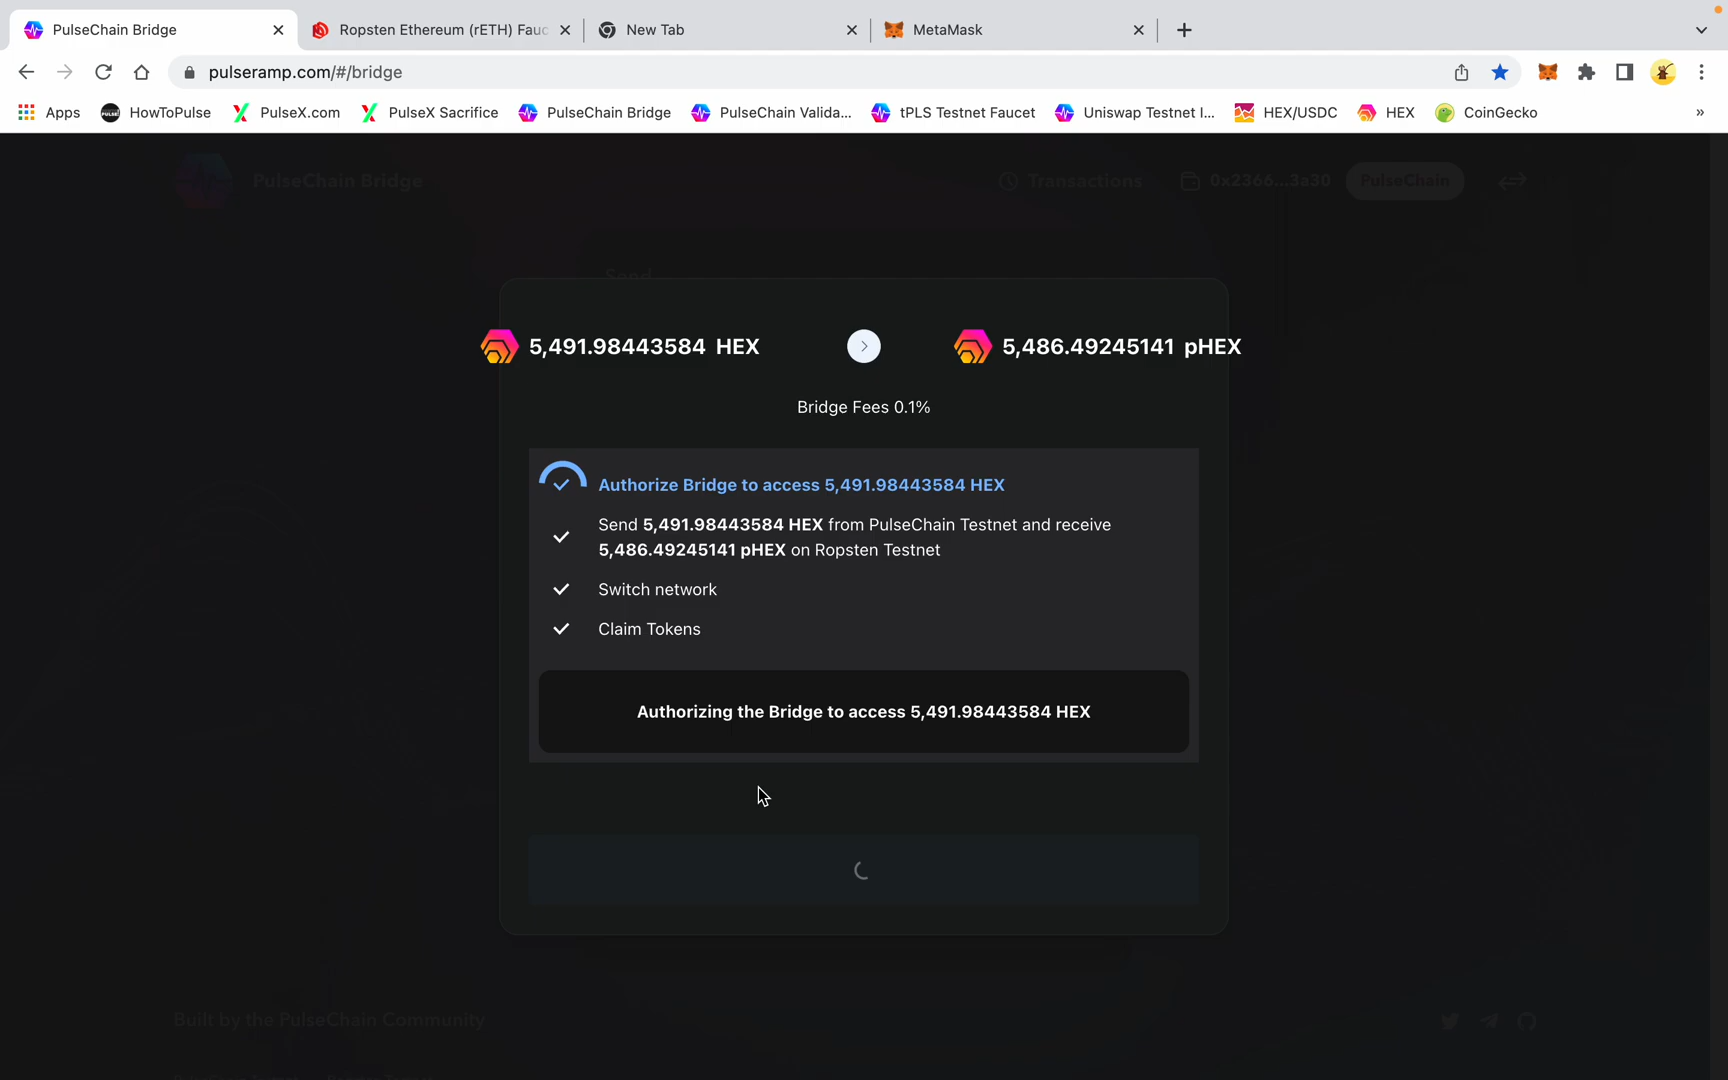 PulseChain Bridge
Ropsten Ethereum (rETH) Fauc
New Tab
MetaMask
pulseramp.com/#/bridge
Apps
HowToPulse
PulseX.com
PulseX Sacrifice
PulseChain Bridge
PulseChain Valida...
tPLS Testnet Faucet
Uniswap Testnet I...
HEX/USDC
HEX
CoinGecko
»
PulseChain Bridge
Transactions
0x2366...3a30
PulseChain
Send
5,491.98443584 HEX
5,486.49245141 pHEX
Bridge Fees 0.1%
Authorize Bridge to access 5,491.98443584 HEX
Send 5,491.98443584 HEX from PulseChain Testnet and receive
5,486.49245141 pHEX on Ropsten Testnet
Switch network
Claim Tokens
Authorizing the Bridge to access 5,491.98443584 HEX
Built by the PulseChain Community